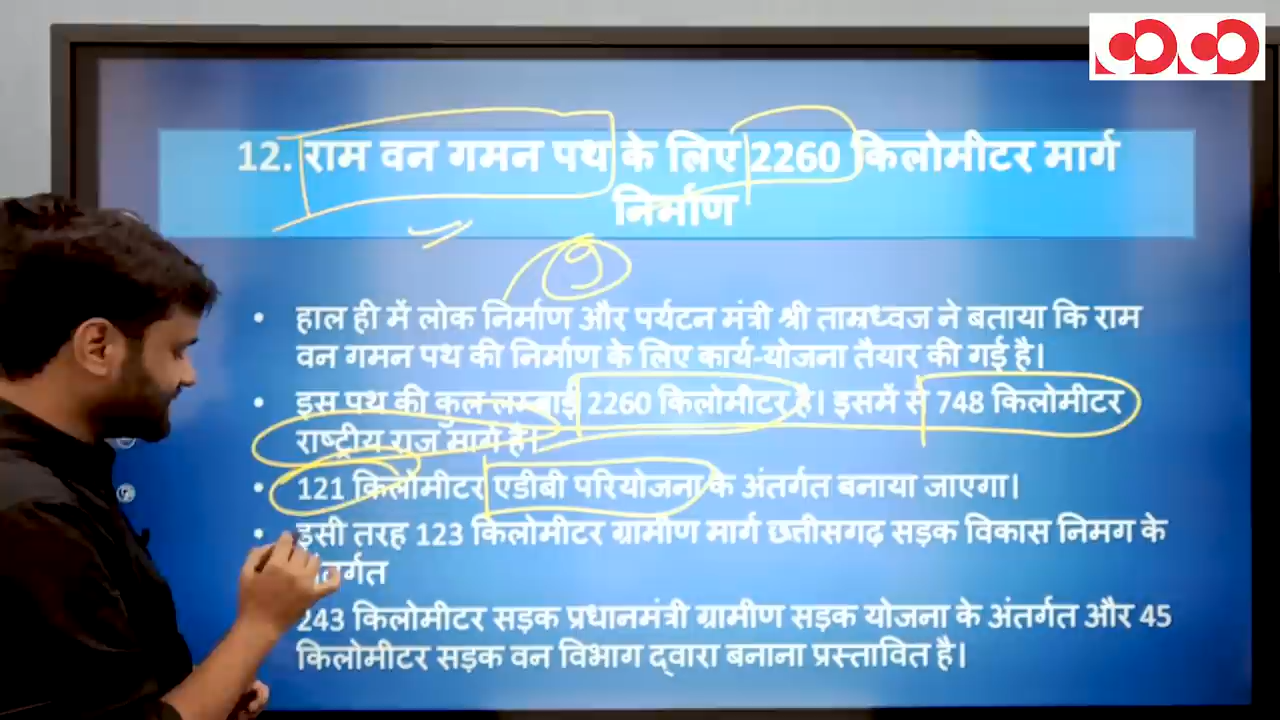 12. राम वन गमन पथ के लिए 2260 किलोमीटर मार्ग
निर्माण
• हाल ही में लोक निर्माण और पर्यटन मंत्री श्री ताम्रध्वज ने बताया कि राम
वन गमन पथ की निर्माण के लिए कार्य-योजना तैयार की गई है।
• इस पथ की कुल लम्बाई 2260 किलोमीटर है। इसमें से 748 किलोमीटर
राष्ट्रीय राज मार्ग है।
• 121 किलोमीटर एडीबी परियोजना के अंतर्गत बनाया जाएगा।
• इसी तरह 123 किलोमीटर ग्रामीण मार्ग छत्तीसगढ़ सड़क विकास निमग के
243 किलोमीटर सड़क प्रधानमंत्री ग्रामीण सड़क योजना के अंतर्गत और 45
किलोमीटर सड़क वन विभाग द्वारा बनाना प्रस्तावित है।